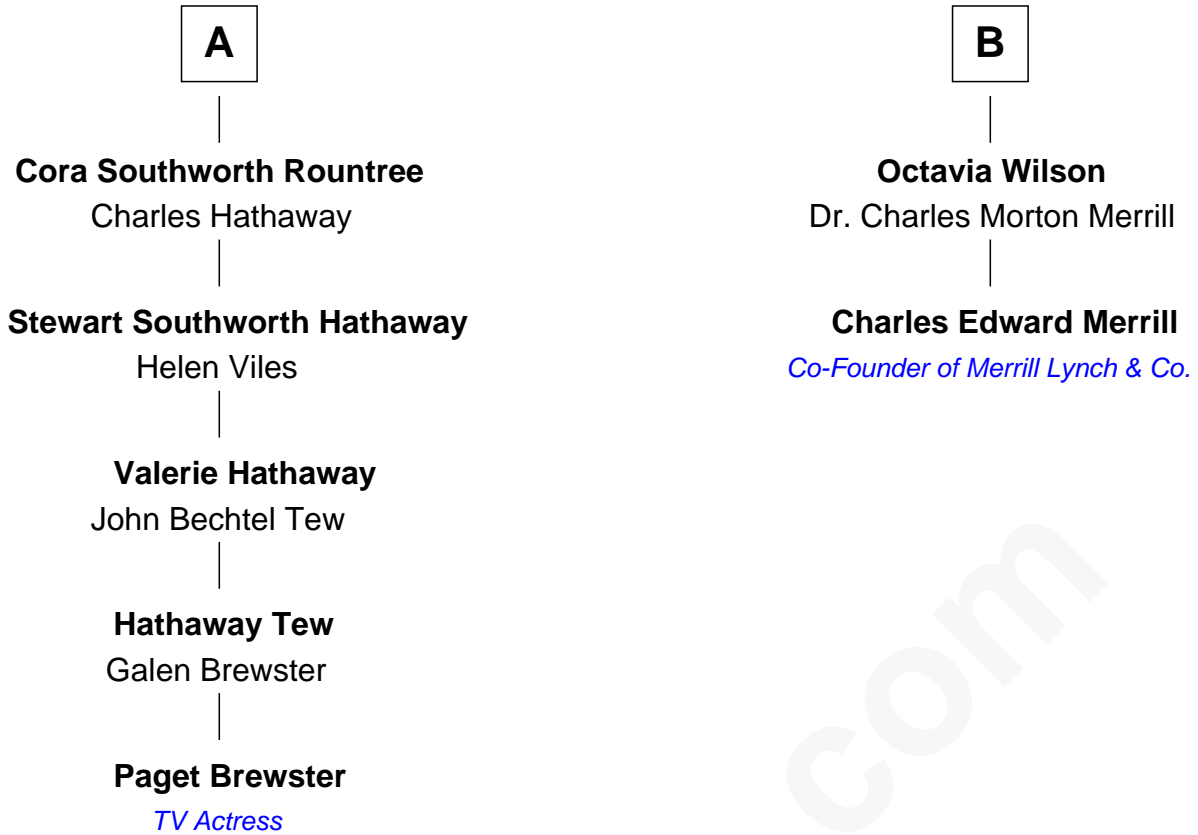 A
Cora Southworth Rountree
Charles Hathaway
Stewart Southworth Hathaway
Helen Viles
Valerie Hathaway
John Bechtel Tew
Hathaway Tew
Galen Brewster
Paget Brewster
TV Actress
B
Octavia Wilson
Dr. Charles Morton Merrill
Charles Edward Merrill
Co-Founder of Merrill Lynch & Co.
com